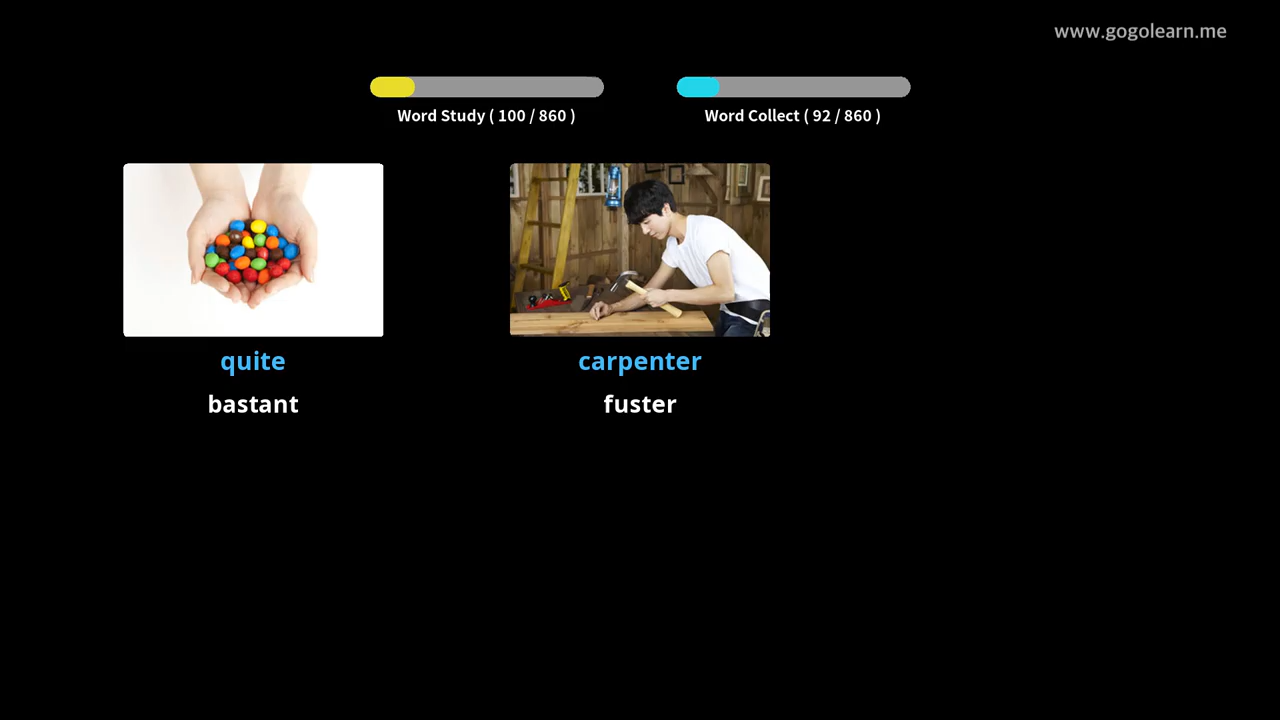 www.gogolearn.me
Word Study ( 100 / 860 )
Word Collect ( 92 / 860 )
quite
carpenter
bastant
fuster